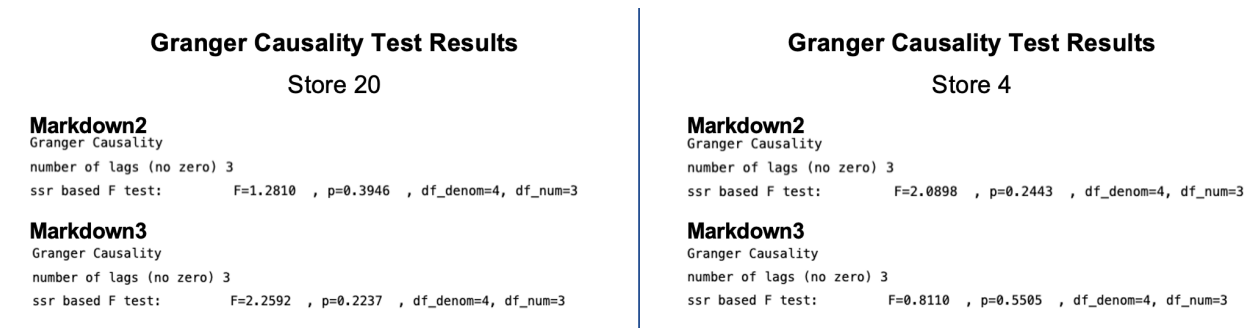 Granger Causality Test Results
Store 20
Markdown2
Granger Causality
number of lags (no zero) 3
ssr based F test: F=1.2810 , p=0.3946 , df_denom=4, df_num=3
Markdown3
Granger Causality
number of lags (no zero) 3
ssr based F test: F=2.2592 , p=0.2237 , df_denom=4, df_num=3
Granger Causality Test Results
Store 4
Markdown2
Granger Causality
number of lags (no zero) 3
ssr based F test: F=2.0898 , p=0.2443 , df_denom=4, df_num=3
Markdown3
Granger Causality
number of lags (no zero) 3
ssr based F test: F=0.8110 , p=0.5505 , df_denom=4, df_num=3